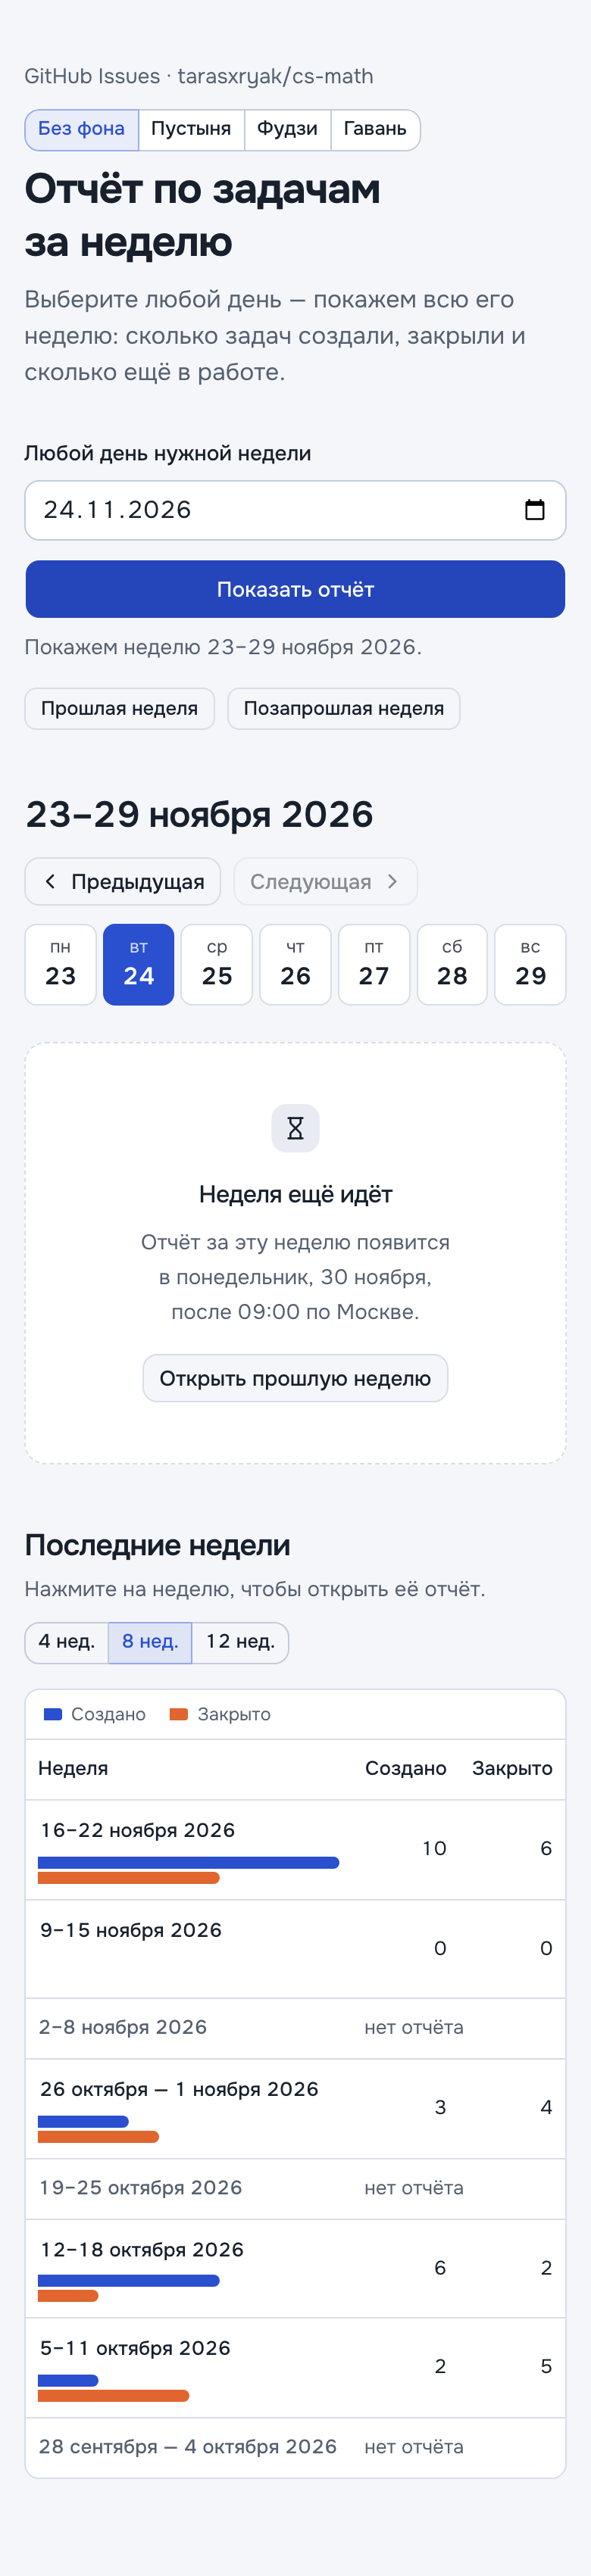 GitHub Issues · tarasxryak/cs-math
Без фона Пустыня Фудзи Гавань
Отчёт по задачам
за неделю
Выберите любой день — покажем всю его
неделю: сколько задач создали, закрыли и
сколько ещё в работе.
Любой день нужной недели
24.11.2026
Показать отчёт
Покажем неделю 23–29 ноября 2026.
Прошлая неделя Позапрошлая неделя
23–29 ноября 2026
Предыдущая Следующая
пн вт ср чт пт сб вс
23 24 25 26 27 28 29
Неделя ещё идёт
Отчёт за эту неделю появится
в понедельник, 30 ноября,
после 09:00 по Москве.
Открыть прошлую неделю
Последние недели
Нажмите на неделю, чтобы открыть её отчёт.
4 нед. 8 нед. 12 нед.
Создано Закрыто
Неделя Создано Закрыто
16–22 ноября 2026 10 6
9–15 ноября 2026 0 0
2–8 ноября 2026 нет отчёта
26 октября — 1 ноября 2026 3 4
19–25 октября 2026 нет отчёта
12–18 октября 2026 6 2
5–11 октября 2026 2 5
28 сентября — 4 октября 2026 нет отчёта